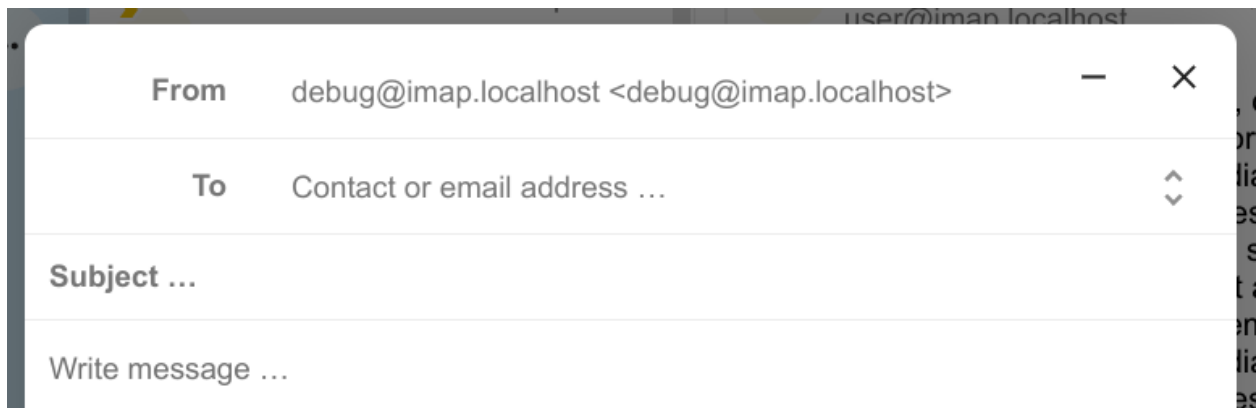 user@imap.localhost
From debug@imap.localhost <debug@imap.localhost>
To Contact or email address …
Subject …
Write message …